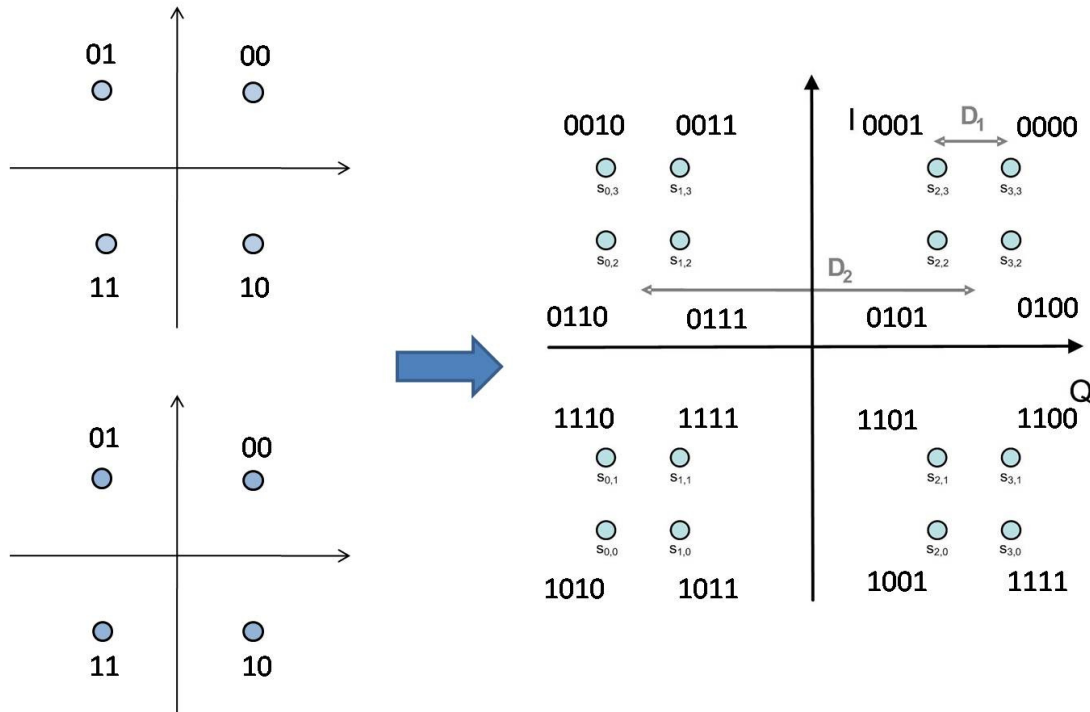 01 00
11 10
01 00
11 10
0010 0011 I 0001 D1 0000
s0,3 s1,3 s2,3 s3,3
s0,2 s1,2 s2,2 s3,2
D2
0110 0111 0101 0100
Q
1110 1111 1101 1100
s0,1 s1,1 s2,1 s3,1
s0,0 s1,0 s2,0 s3,0
1010 1011 1001 1111